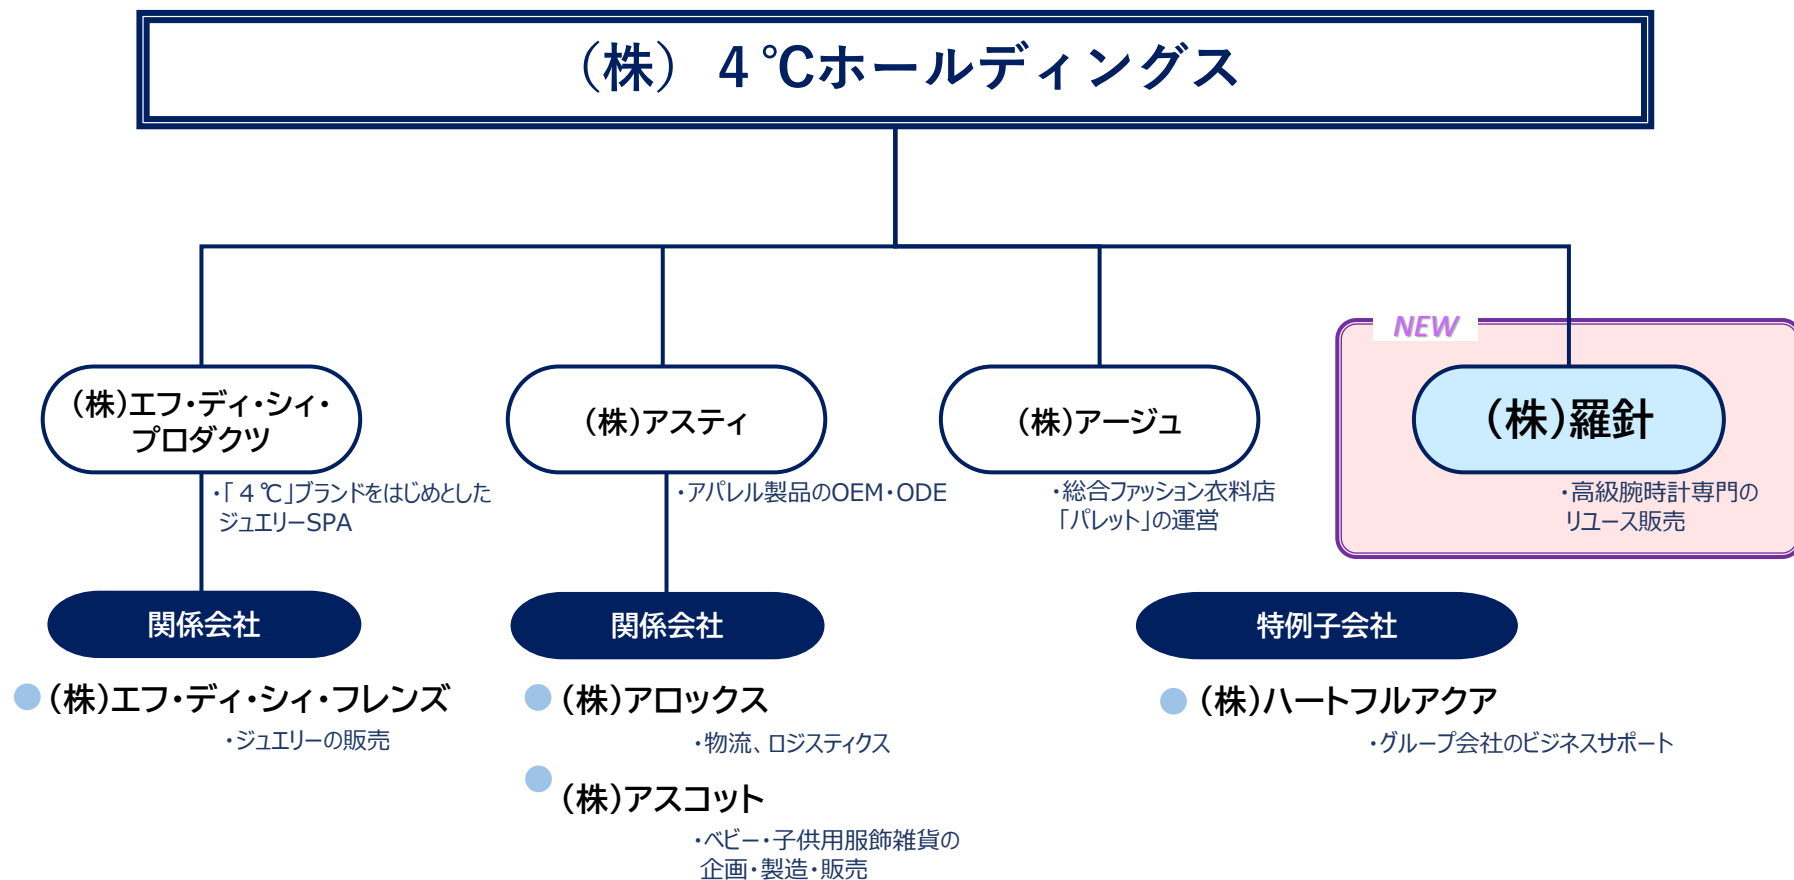 （株）４℃ホールディングス
NEW
（株）エフ・ディ・シィ・
プロダクツ
・「４℃」ブランドをはじめとした
ジュエリーSPA
（株）アスティ
・アパレル製品のOEM・ODE
（株）アージュ
・総合ファッション衣料店
「パレット」の運営
（株）羅針
・高級腕時計専門の
リユース販売
関係会社
（株）エフ・ディ・シィ・フレンズ
・ジュエリーの販売
関係会社
（株）アロックス
・物流、ロジスティクス
（株）アスコット
・ベビー・子供用服飾雑貨の
企画・製造・販売
特例子会社
（株）ハートフルアクア
・グループ会社のビジネスサポート